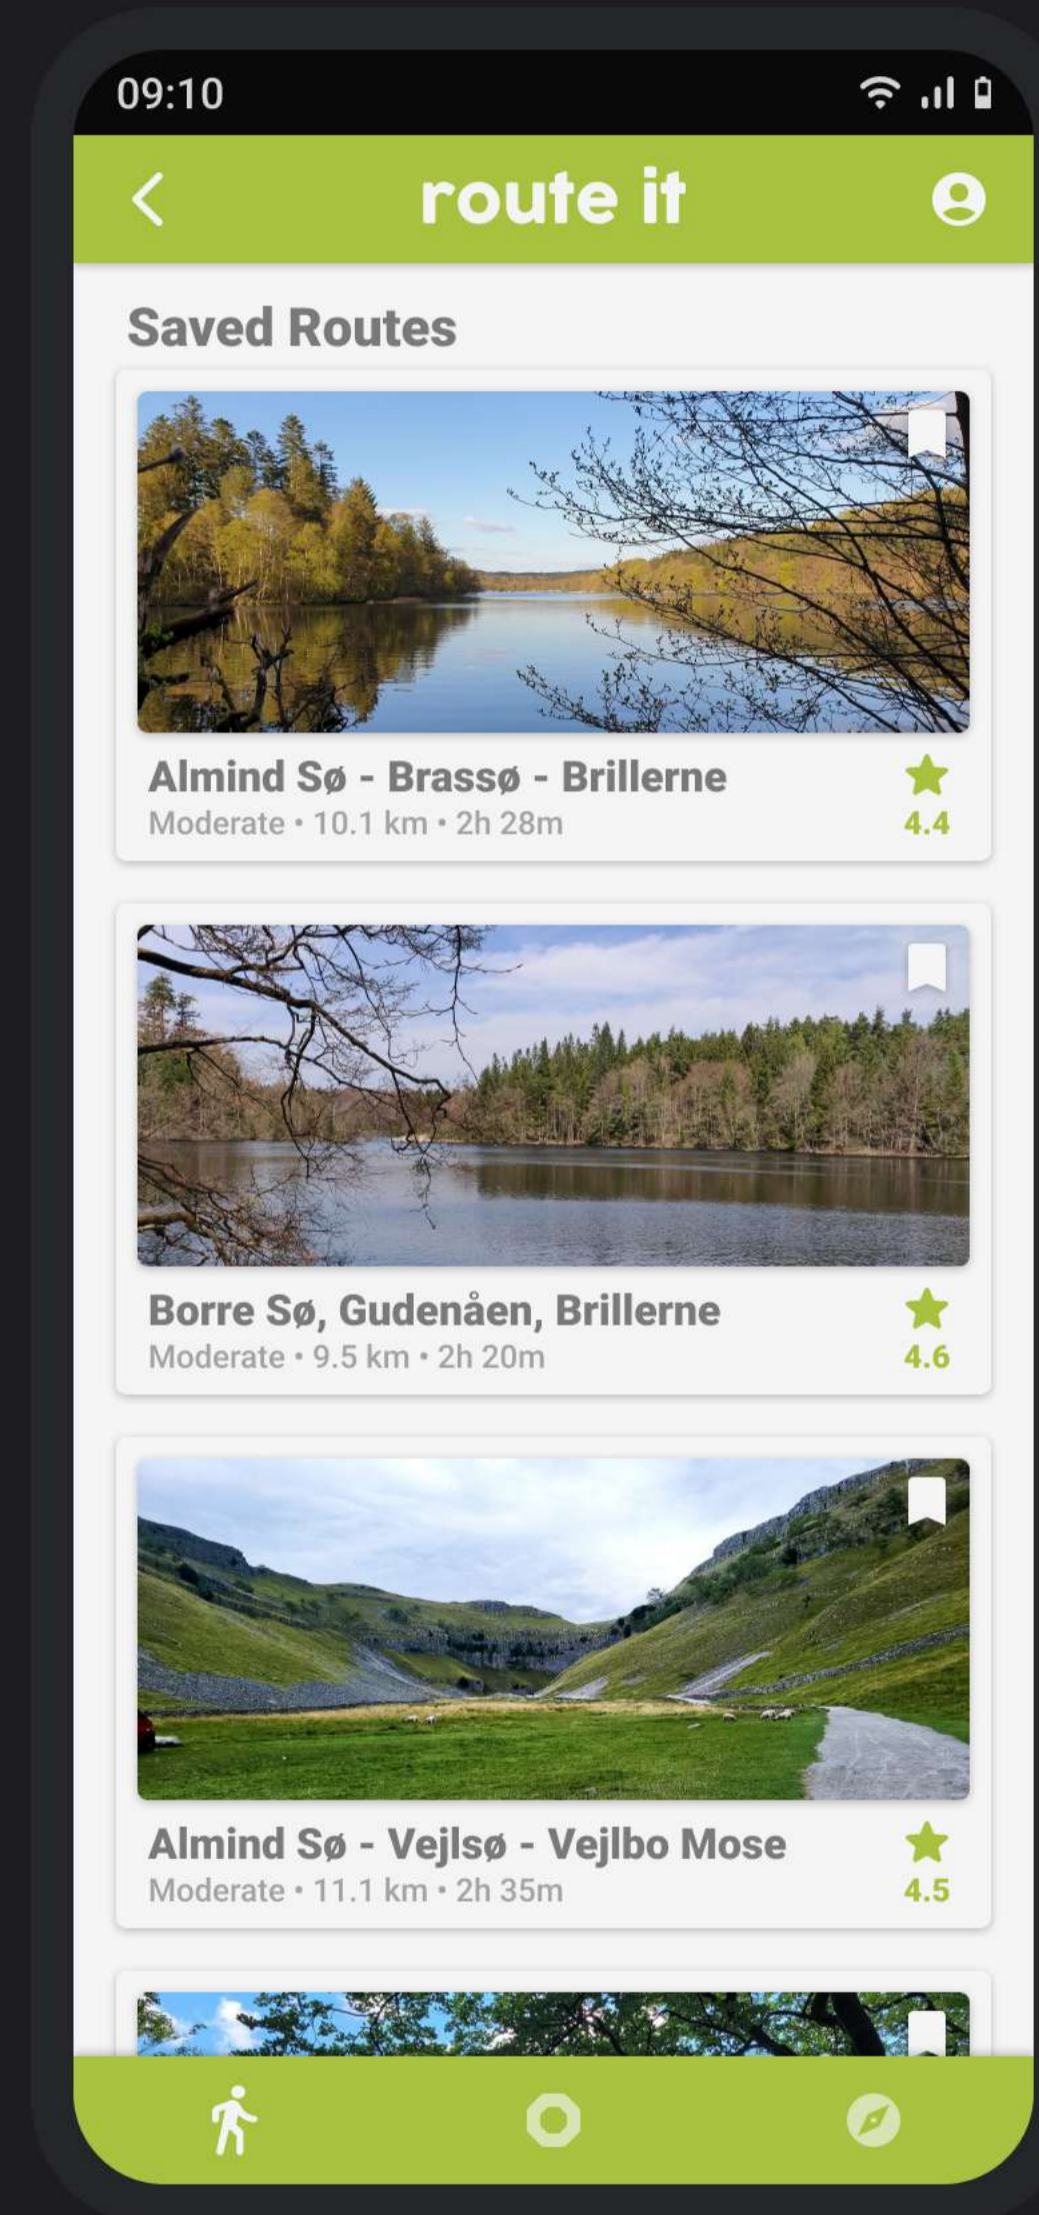 09:10
route it
Saved Routes
Almind Sø - Brassø - Brillerne
Moderate • 10.1 km • 2h 28m
4.4
Borre Sø, Gudenåen, Brillerne
Moderate • 9.5 km • 2h 20m
4.6
Almind Sø - Vejlsø - Vejlbo Mose
Moderate • 11.1 km • 2h 35m
4.5